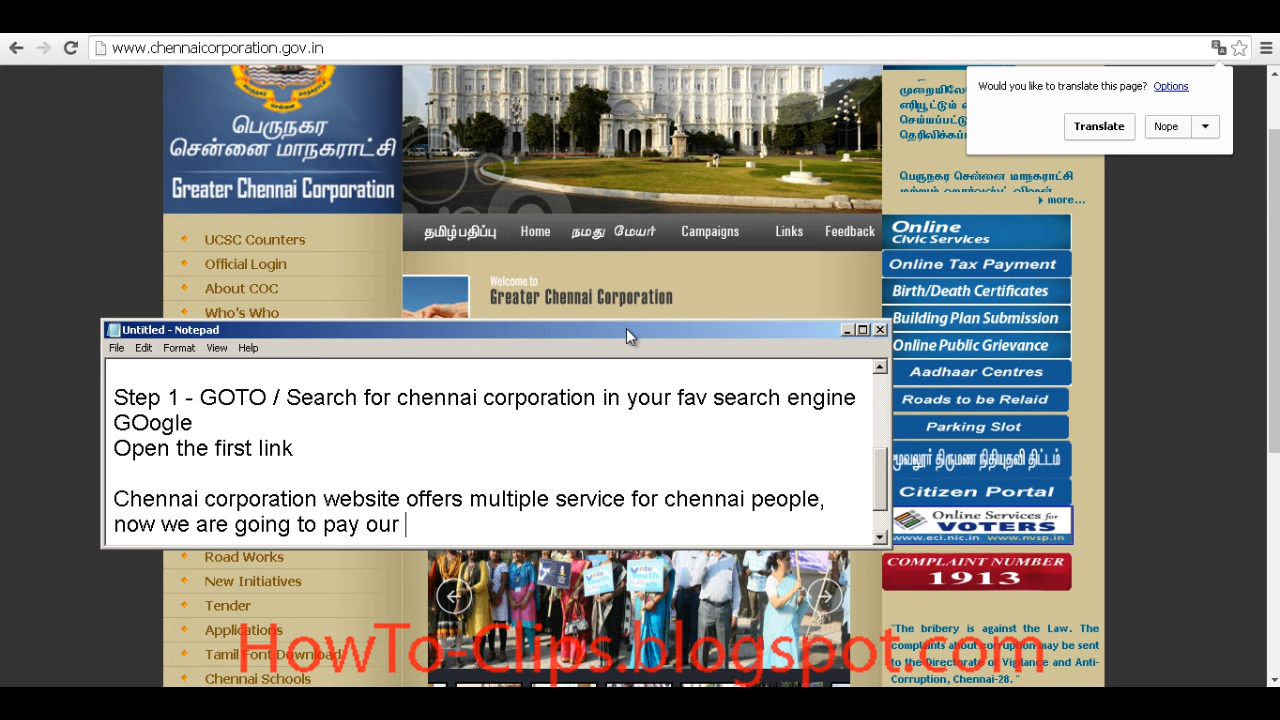 www.chennaicorporation.gov.in
Would you like to translate this page? Options
Translate
Nope
பெருநகர
சென்னை மாநகராட்சி
Greater Chennai Corporation
பெருநகர சென்னை மாநகராட்சி
more...
தமிழ்பதிப்பு
Home
நமது மேயர்
Campaigns
Links
Feedback
UCSC Counters
Official Login
About COC
Who's Who
Welcome to
Greater Chennai Corporation
Online
Civic Services
Online Tax Payment
Birth/Death Certificates
Building Plan Submission
Online Public Grievance
Aadhaar Centres
Roads to be Relaid
Parking Slot
மூவலூர் திருமண நிதியுதவி திட்டம்
Citizen Portal
Online Services for
VOTERS
www.eci.nic.in www.nvsp.in
COMPLAINT NUMBER
1913
Untitled - Notepad
File Edit Format View Help
Step 1 - GOTO / Search for chennai corporation in your fav search engine
GOogle
Open the first link
Chennai corporation website offers multiple service for chennai people,
now we are going to pay our
Road Works
New Initiatives
Tender
Applications
Tamil Font Download
Chennai Schools
"The bribery is against the Law. The
complaints about corruption may be sent
to the Directorate of Vigilance and Anti-
Corruption, Chennai-28. "
HowTo-Clips.blogspot.com